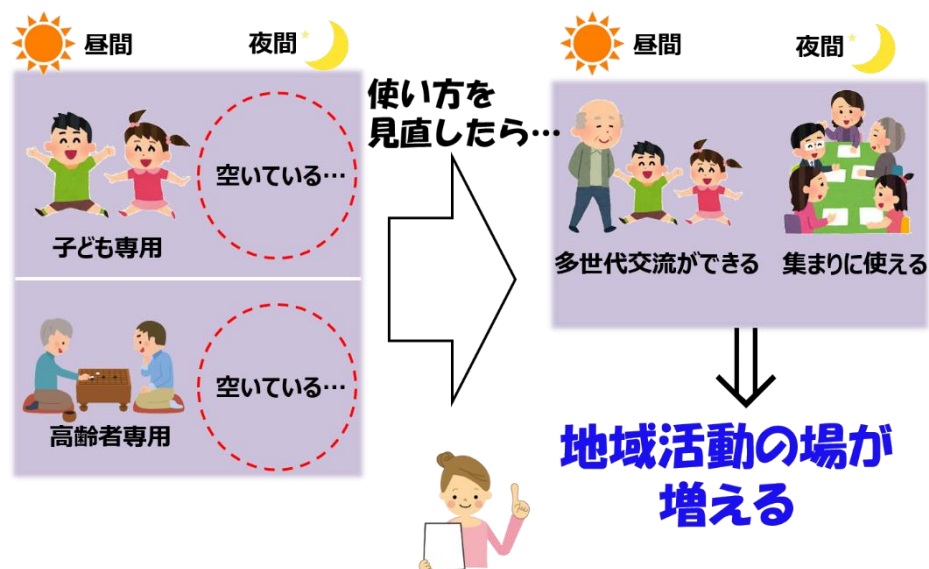 昼間
夜間
子ども専用
空いている…
高齢者専用
空いている…
使い方を
見直したら…
昼間
夜間
多世代交流ができる
集まりに使える
地域活動の場が
増える